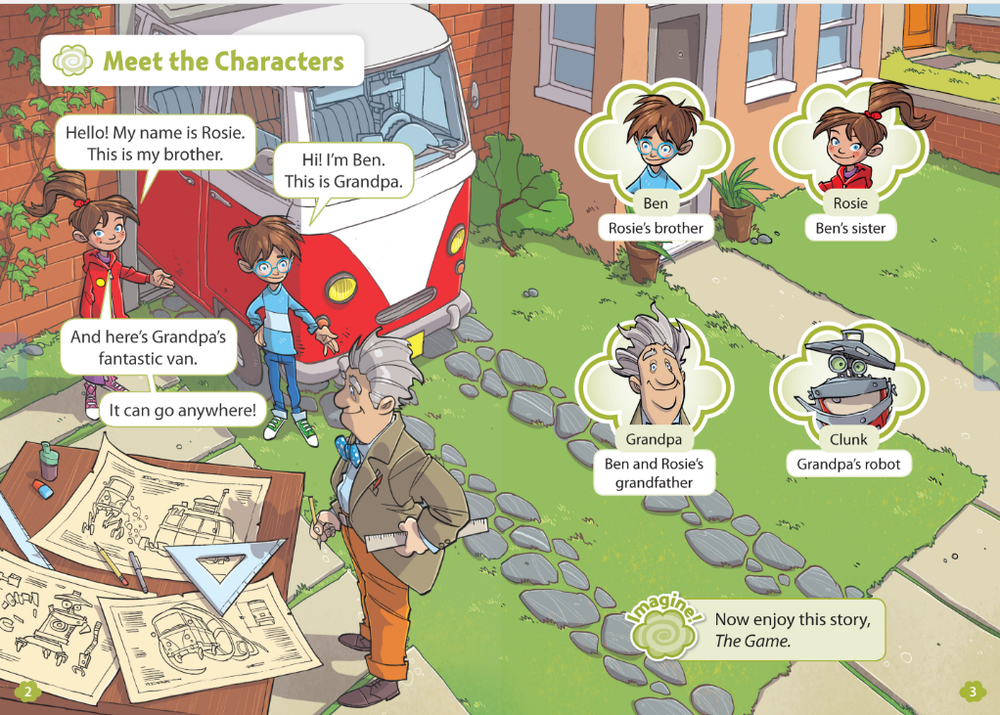 Meet the Characters
Hello! My name is Rosie.
This is my brother.
Hi! I'm Ben.
This is Grandpa.
And here's Grandpa's
fantastic van.
It can go anywhere!
2
Ben
Rosie's brother
Rosie
Ben's sister
Grandpa
Ben and Rosie's
grandfather
Clunk
Grandpa's robot
Imagine!
Now enjoy this story,
The Game.
3